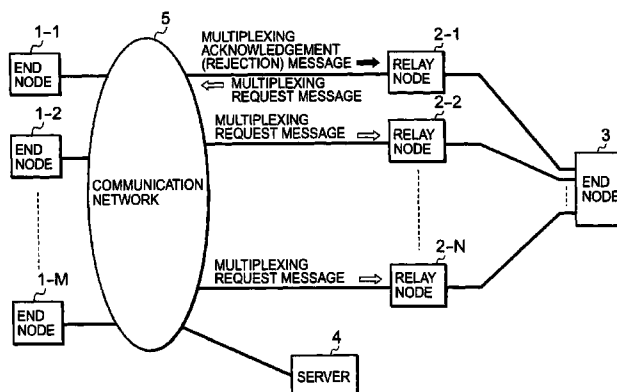 5
1-1
END
NODE
MULTIPLEXING
ACKNOWLEDGEMENT
(REJECTION) MESSAGE
2-1
RELAY
NODE
MULTIPLEXING
REQUEST MESSAGE
1-2
END
NODE
MULTIPLEXING
REQUEST MESSAGE
2-2
RELAY
NODE
3
END
NODE
COMMUNICATION
NETWORK
MULTIPLEXING
REQUEST MESSAGE
2-N
RELAY
NODE
1-M
END
NODE
4
SERVER